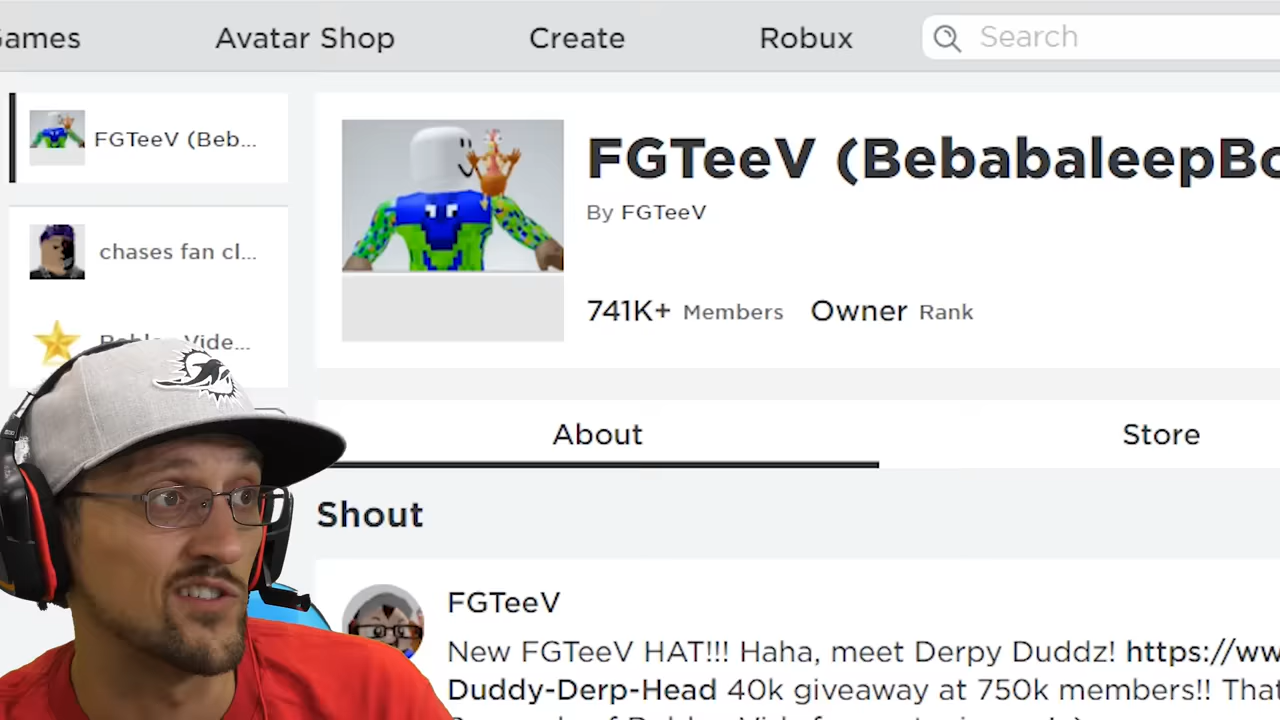 Games Avatar Shop Create Robux Search
FGTeeV (Beb...
FGTeeV (BebabaleepBo
By FGTeeV
chases fan cl...
741K+ Members Owner Rank
About Store
Shout
FGTeeV
New FGTeeV HAT!!! Haha, meet Derpy Duddz! https://ww
Duddy-Derp-Head 40k giveaway at 750k members!! That